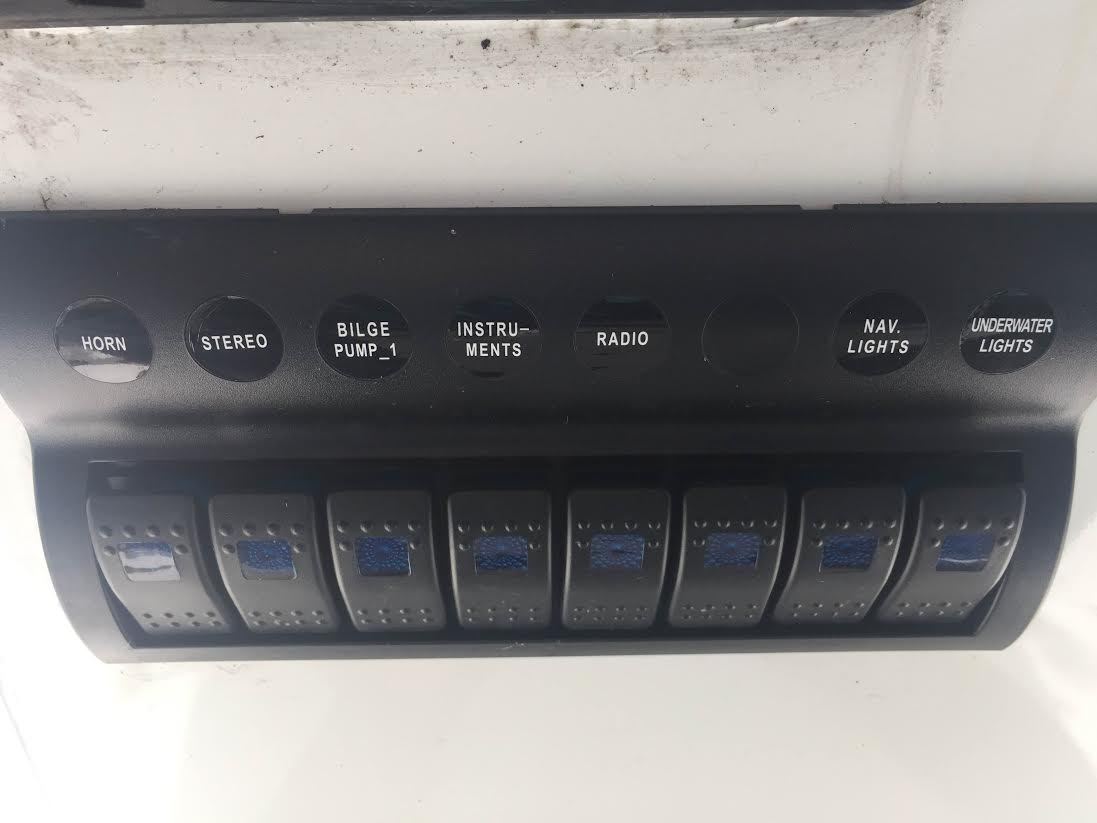 HORN
STEREO
BILGE
PUMP_1
INSTRU-
MENTS
RADIO
NAV.
LIGHTS
UNDERWATER
LIGHTS